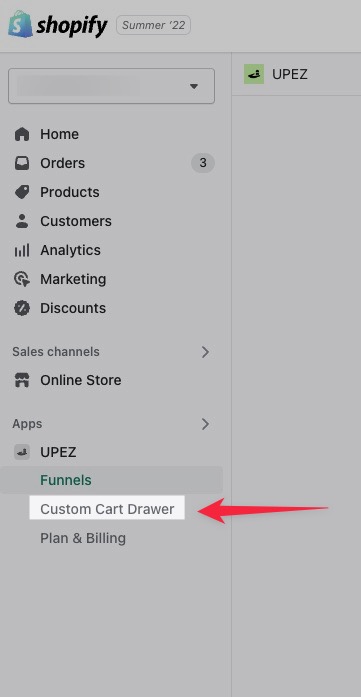 shopify Summer '22
UPEZ
Home
Orders 3
Products
Customers
Analytics
Marketing
Discounts
Sales channels
Online Store
Apps
UPEZ
Funnels
Custom Cart Drawer
Plan & Billing